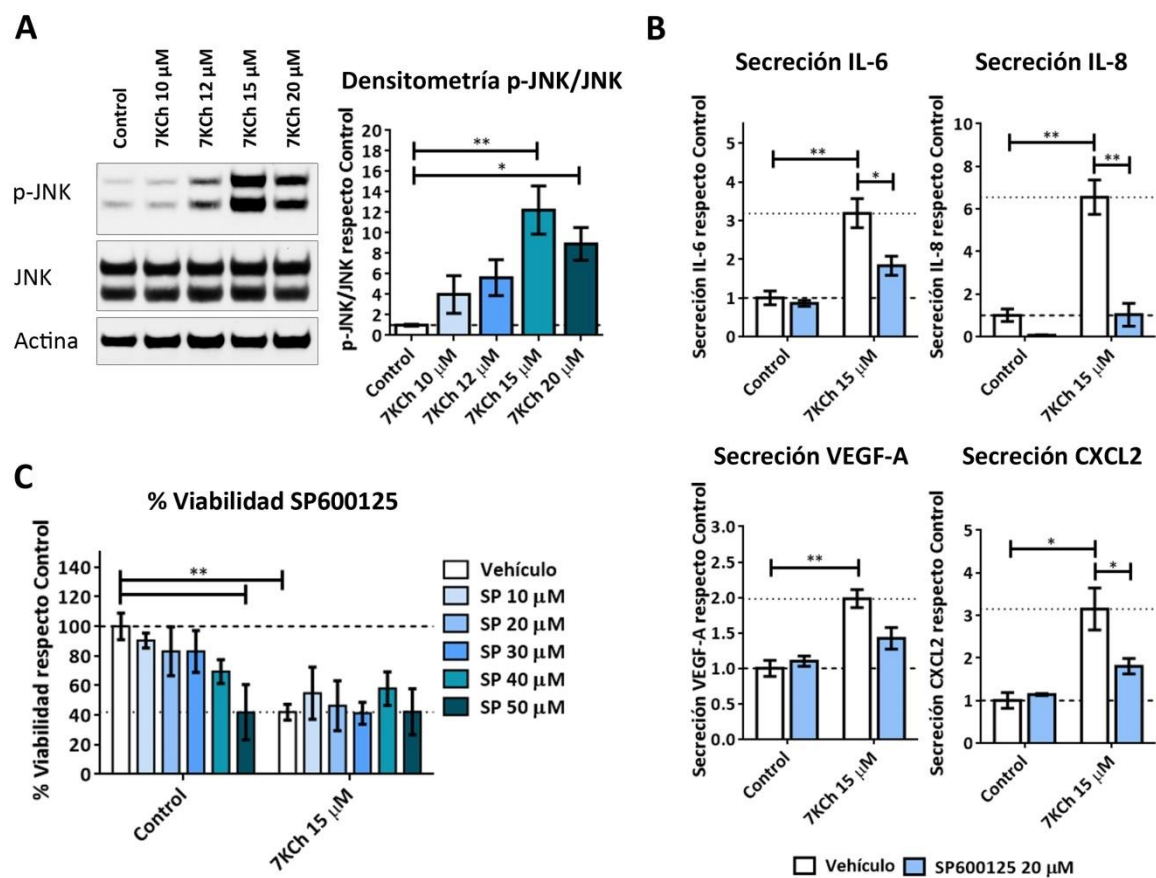 A
Control
7KCh 10 μM
7KCh 12 μM
7KCh 15 μM
7KCh 20 μM
p-JNK
JNK
Actina
Densitometría p-JNK/JNK
p-JNK/JNK respecto Control
20
18
16
14
12
10
8
6
4
2
0
**
*
Control
7KCh 10 μM
7KCh 12 μM
7KCh 15 μM
7KCh 20 μM
B
Secreción IL-6
Secreción IL-6 respecto Control
5
4
3
2
1
0
**
*
Control
7KCh 15 μM
Secreción IL-8
Secreción IL-8 respecto Control
10
8
6
4
2
0
**
**
Control
7KCh 15 μM
Secreción VEGF-A
Secreción VEGF-A respecto Control
3.0
2.5
2.0
1.5
1.0
0.5
0.0
**
Control
7KCh 15 μM
Secreción CXCL2
Secreción CXCL2 respecto Control
5
4
3
2
1
0
*
*
Control
7KCh 15 μM
Vehículo
SP600125 20 μM
C
% Viabilidad SP600125
% Viabilidad respecto Control
140
120
100
80
60
40
20
0
**
Control
7KCh 15 μM
Vehículo
SP 10 μM
SP 20 μM
SP 30 μM
SP 40 μM
SP 50 μM